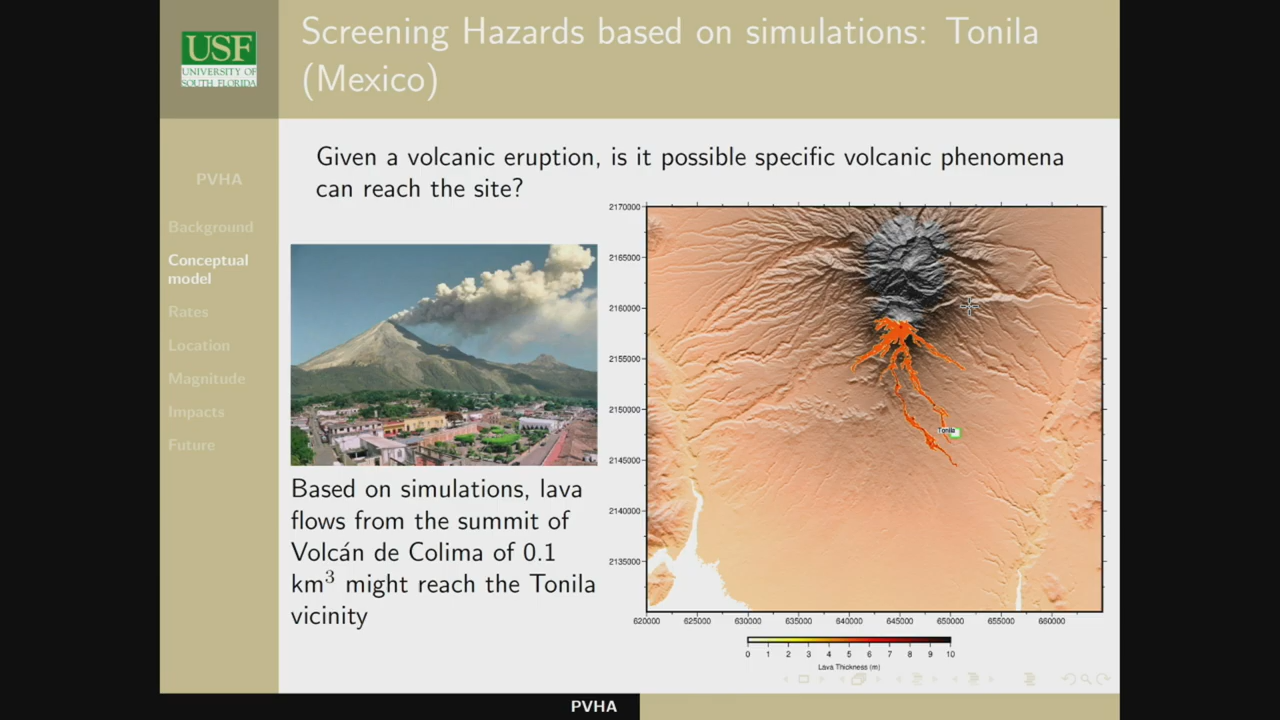 USF
UNIVERSITY OF
SOUTH FLORIDA
Screening Hazards based on simulations: Tonila
(Mexico)
PVHA
Background
Conceptual
model
Rates
Location
Magnitude
Impacts
Future
Given a volcanic eruption, is it possible specific volcanic phenomena
can reach the site?
Based on simulations, lava
flows from the summit of
Volcán de Colima of 0.1
km³ might reach the Tonila
vicinity
2170000
2165000
2160000
2155000
2150000
2145000
2140000
2135000
Tonila
620000 625000 630000 635000 640000 645000 650000 655000 660000
0 1 2 3 4 5 6 7 8 9 10
Lava Thickness (m)
PVHA